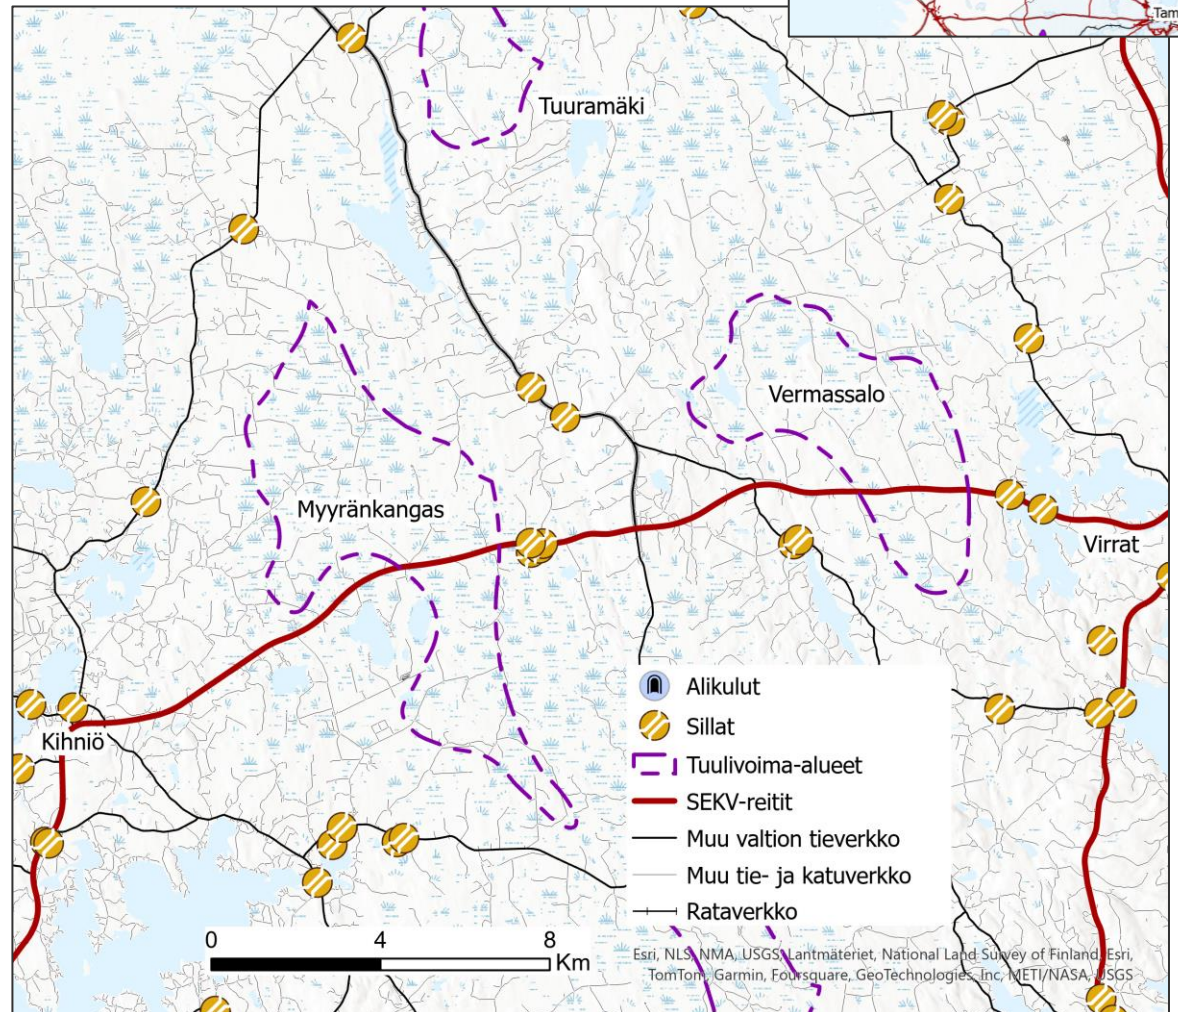 Tam
Tuuramäki
Vermassalo
Myyränkangas
Virrat
Kihniö
Alikulut
Sillat
Tuulivoima-alueet
SEKV-reitit
Muu valtion tieverkko
Muu tie- ja katuverkko
Rataverkko
0 4 8
Km
Esri, NLS, NMA, USGS, Lantmäteriet, National Land Survey of Finland, Esri,
TomTom, Garmin, Foursquare, GeoTechnologies, Inc, METI/NASA, USGS